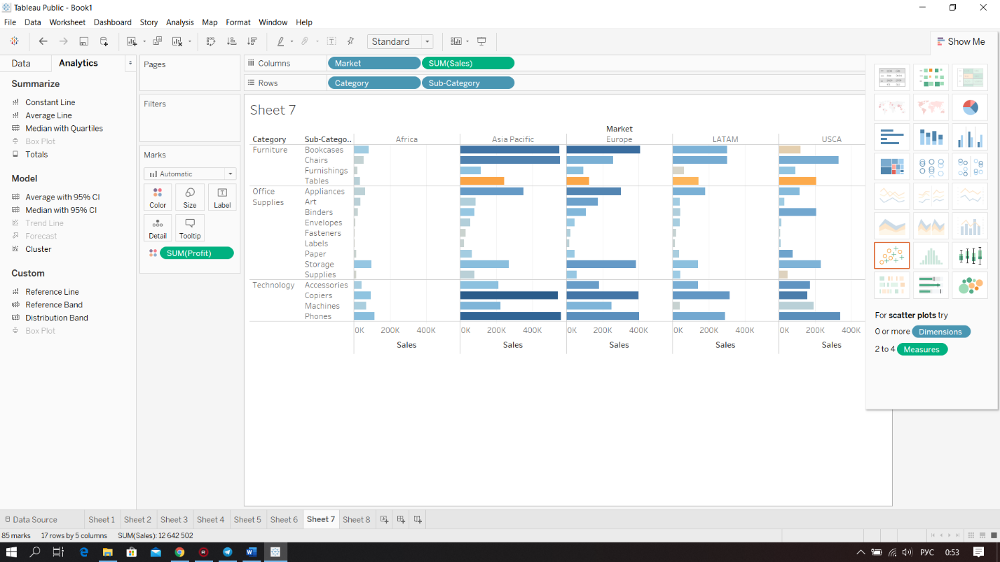 Tableau Public - Book1
File Data Worksheet Dashboard Story Analysis Map Format Window Help
Standard
Show Me
Data Analytics
Summarize
Constant Line
Average Line
Median with Quartiles
Box Plot
Totals
Model
Average with 95% CI
Median with 95% CI
Trend Line
Forecast
Cluster
Custom
Reference Line
Reference Band
Distribution Band
Box Plot
Pages
Filters
Marks
Automatic
Color Size Label
Detail Tooltip
SUM(Profit)
Columns Market SUM(Sales)
Rows Category Sub-Category
Sheet 7
Market
Category Sub-Catego.. Africa Asia Pacific Europe LATAM USCA
Furniture Bookcases
Chairs
Furnishings
Tables
Office Supplies Appliances
Art
Binders
Envelopes
Fasteners
Labels
Paper
Storage
Supplies
Technology Accessories
Copiers
Machines
Phones
0K 200K 400K 0K 200K 400K 0K 200K 400K 0K 200K 400K 0K 200K 400K
Sales Sales Sales Sales Sales
For scatter plots try
0 or more Dimensions
2 to 4 Measures
Data Source Sheet 1 Sheet 2 Sheet 3 Sheet 4 Sheet 5 Sheet 6 Sheet 7 Sheet 8
85 marks 17 rows by 5 columns SUM(Sales): 12 642 502
РУС 0:53